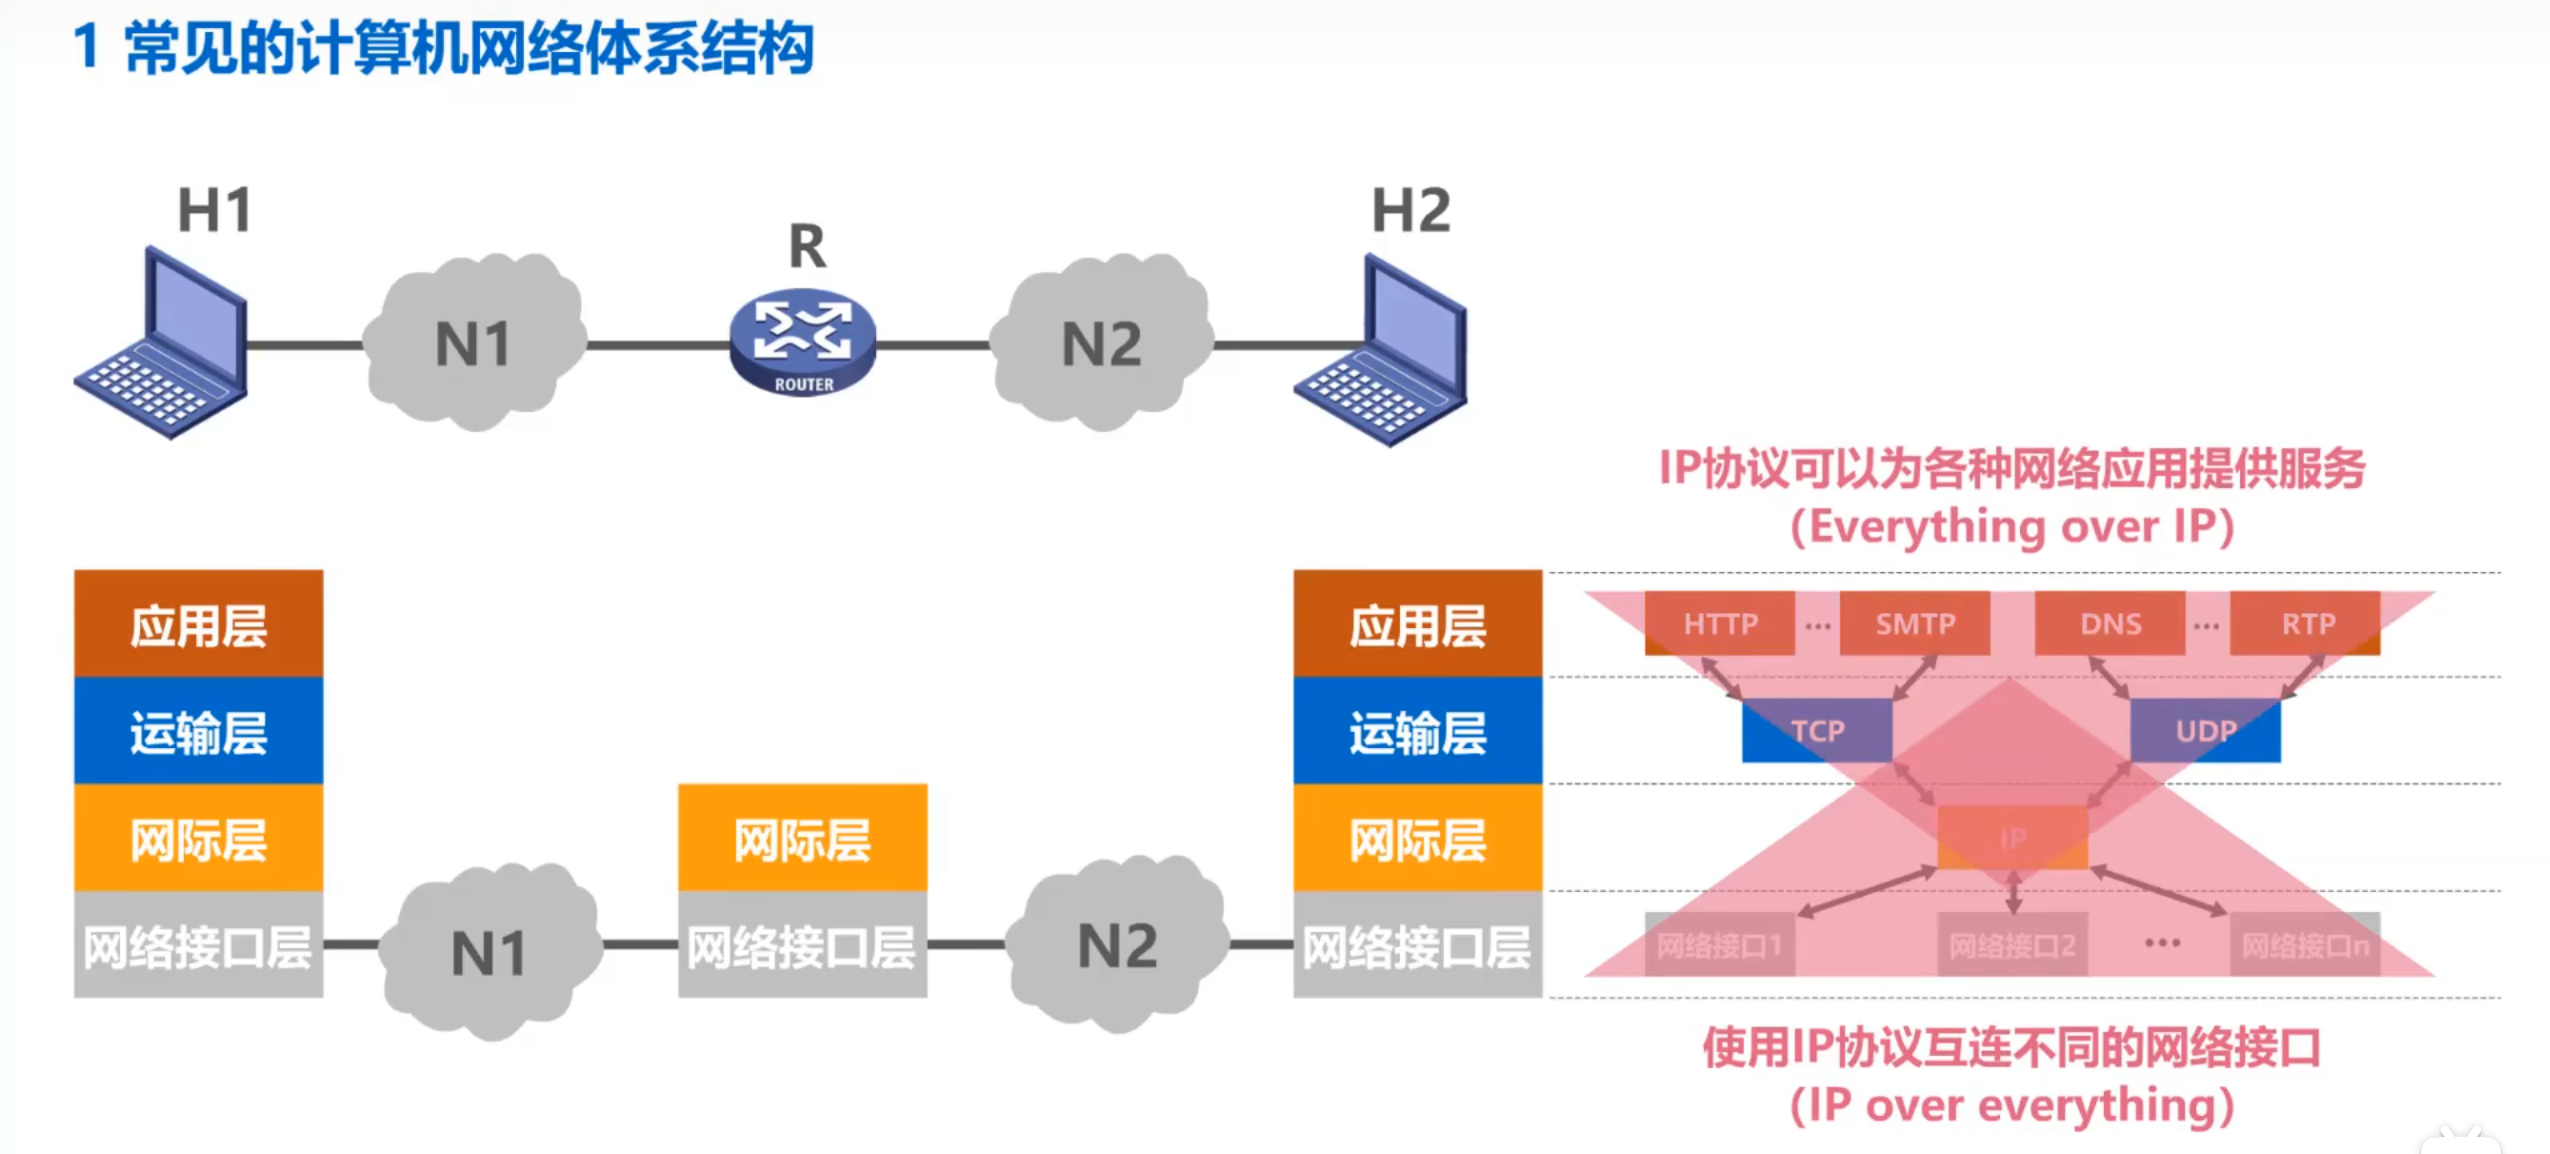 1 常见的计算机网络体系结构
H1
R
H2
N1
ROUTER
N2
IP协议可以为各种网络应用提供服务
（Everything over IP）
应用层
运输层
网际层
网络接口层
N1
网际层
网络接口层
N2
应用层
运输层
网际层
网络接口层
HTTP ··· SMTP DNS ··· RTP
TCP UDP
IP
网络接口1 网络接口2 ··· 网络接口n
使用IP协议互连不同的网络接口
（IP over everything）